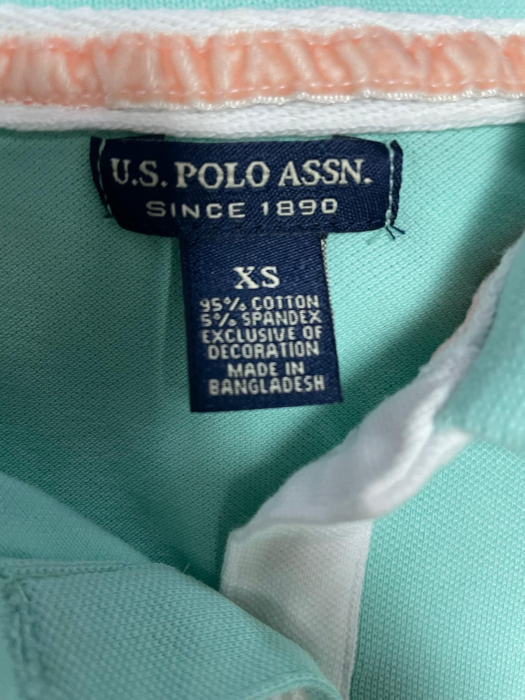 U.S. POLO ASSN.
SINCE 1890
XS
95% COTTON
5% SPANDEX
EXCLUSIVE OF
DECORATION
MADE IN
BANGLADESH